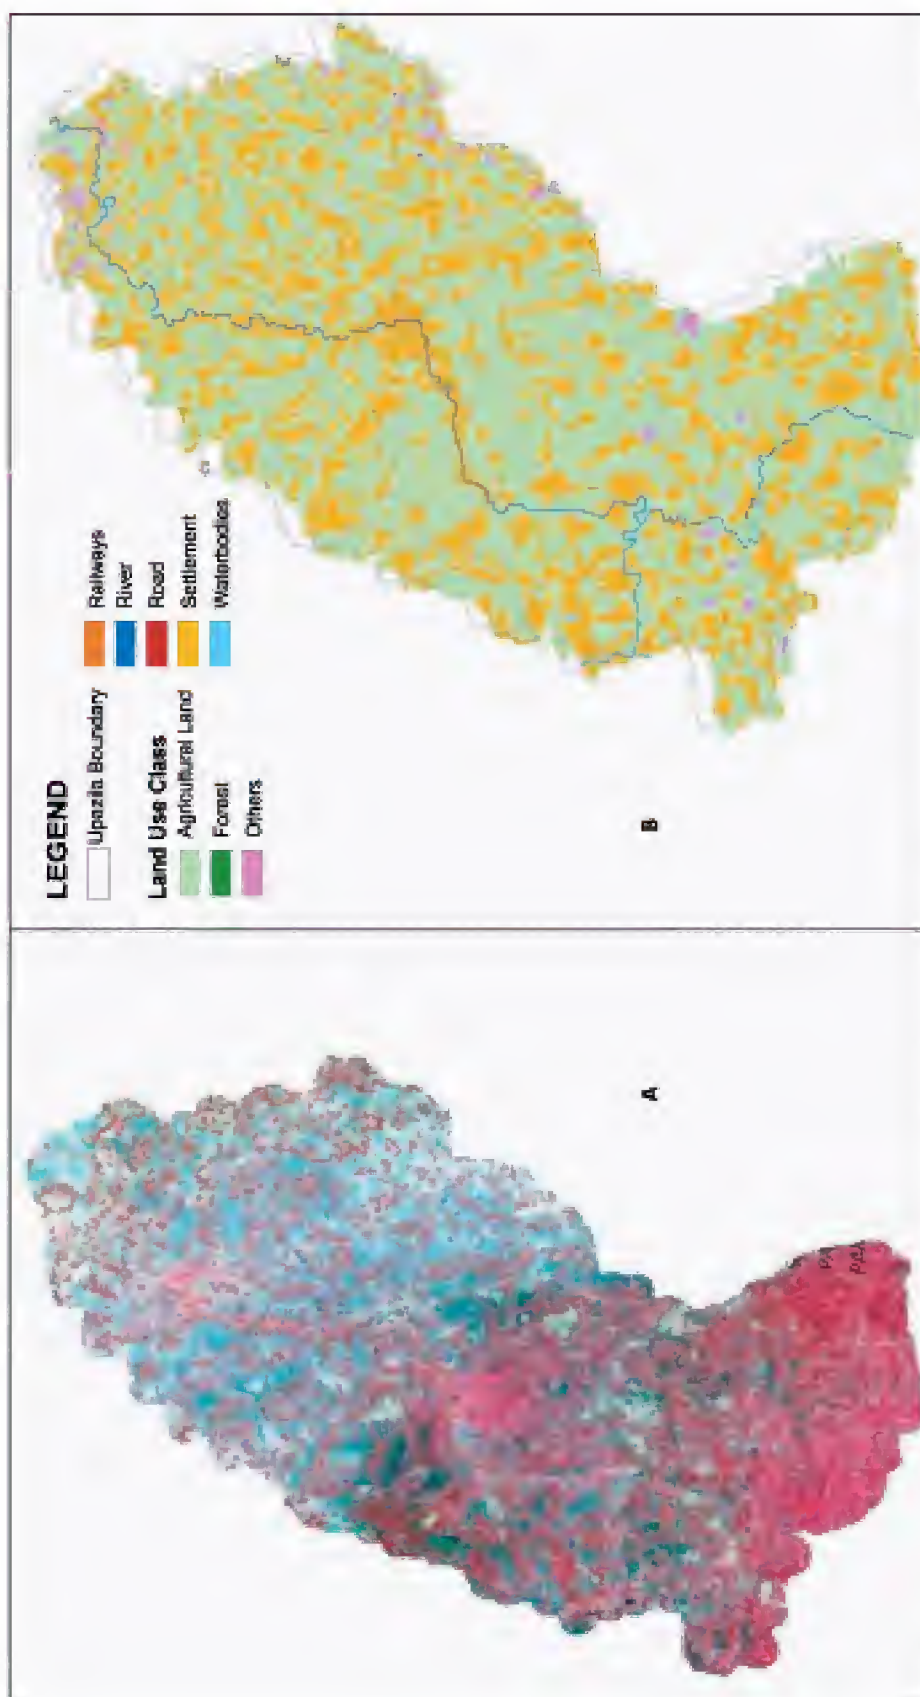 LEGEND
Upazila Boundary
Land Use Class
Agricultural Land
Forest
Others
Railways
River
Road
Settlement
Waterbodies
B
A